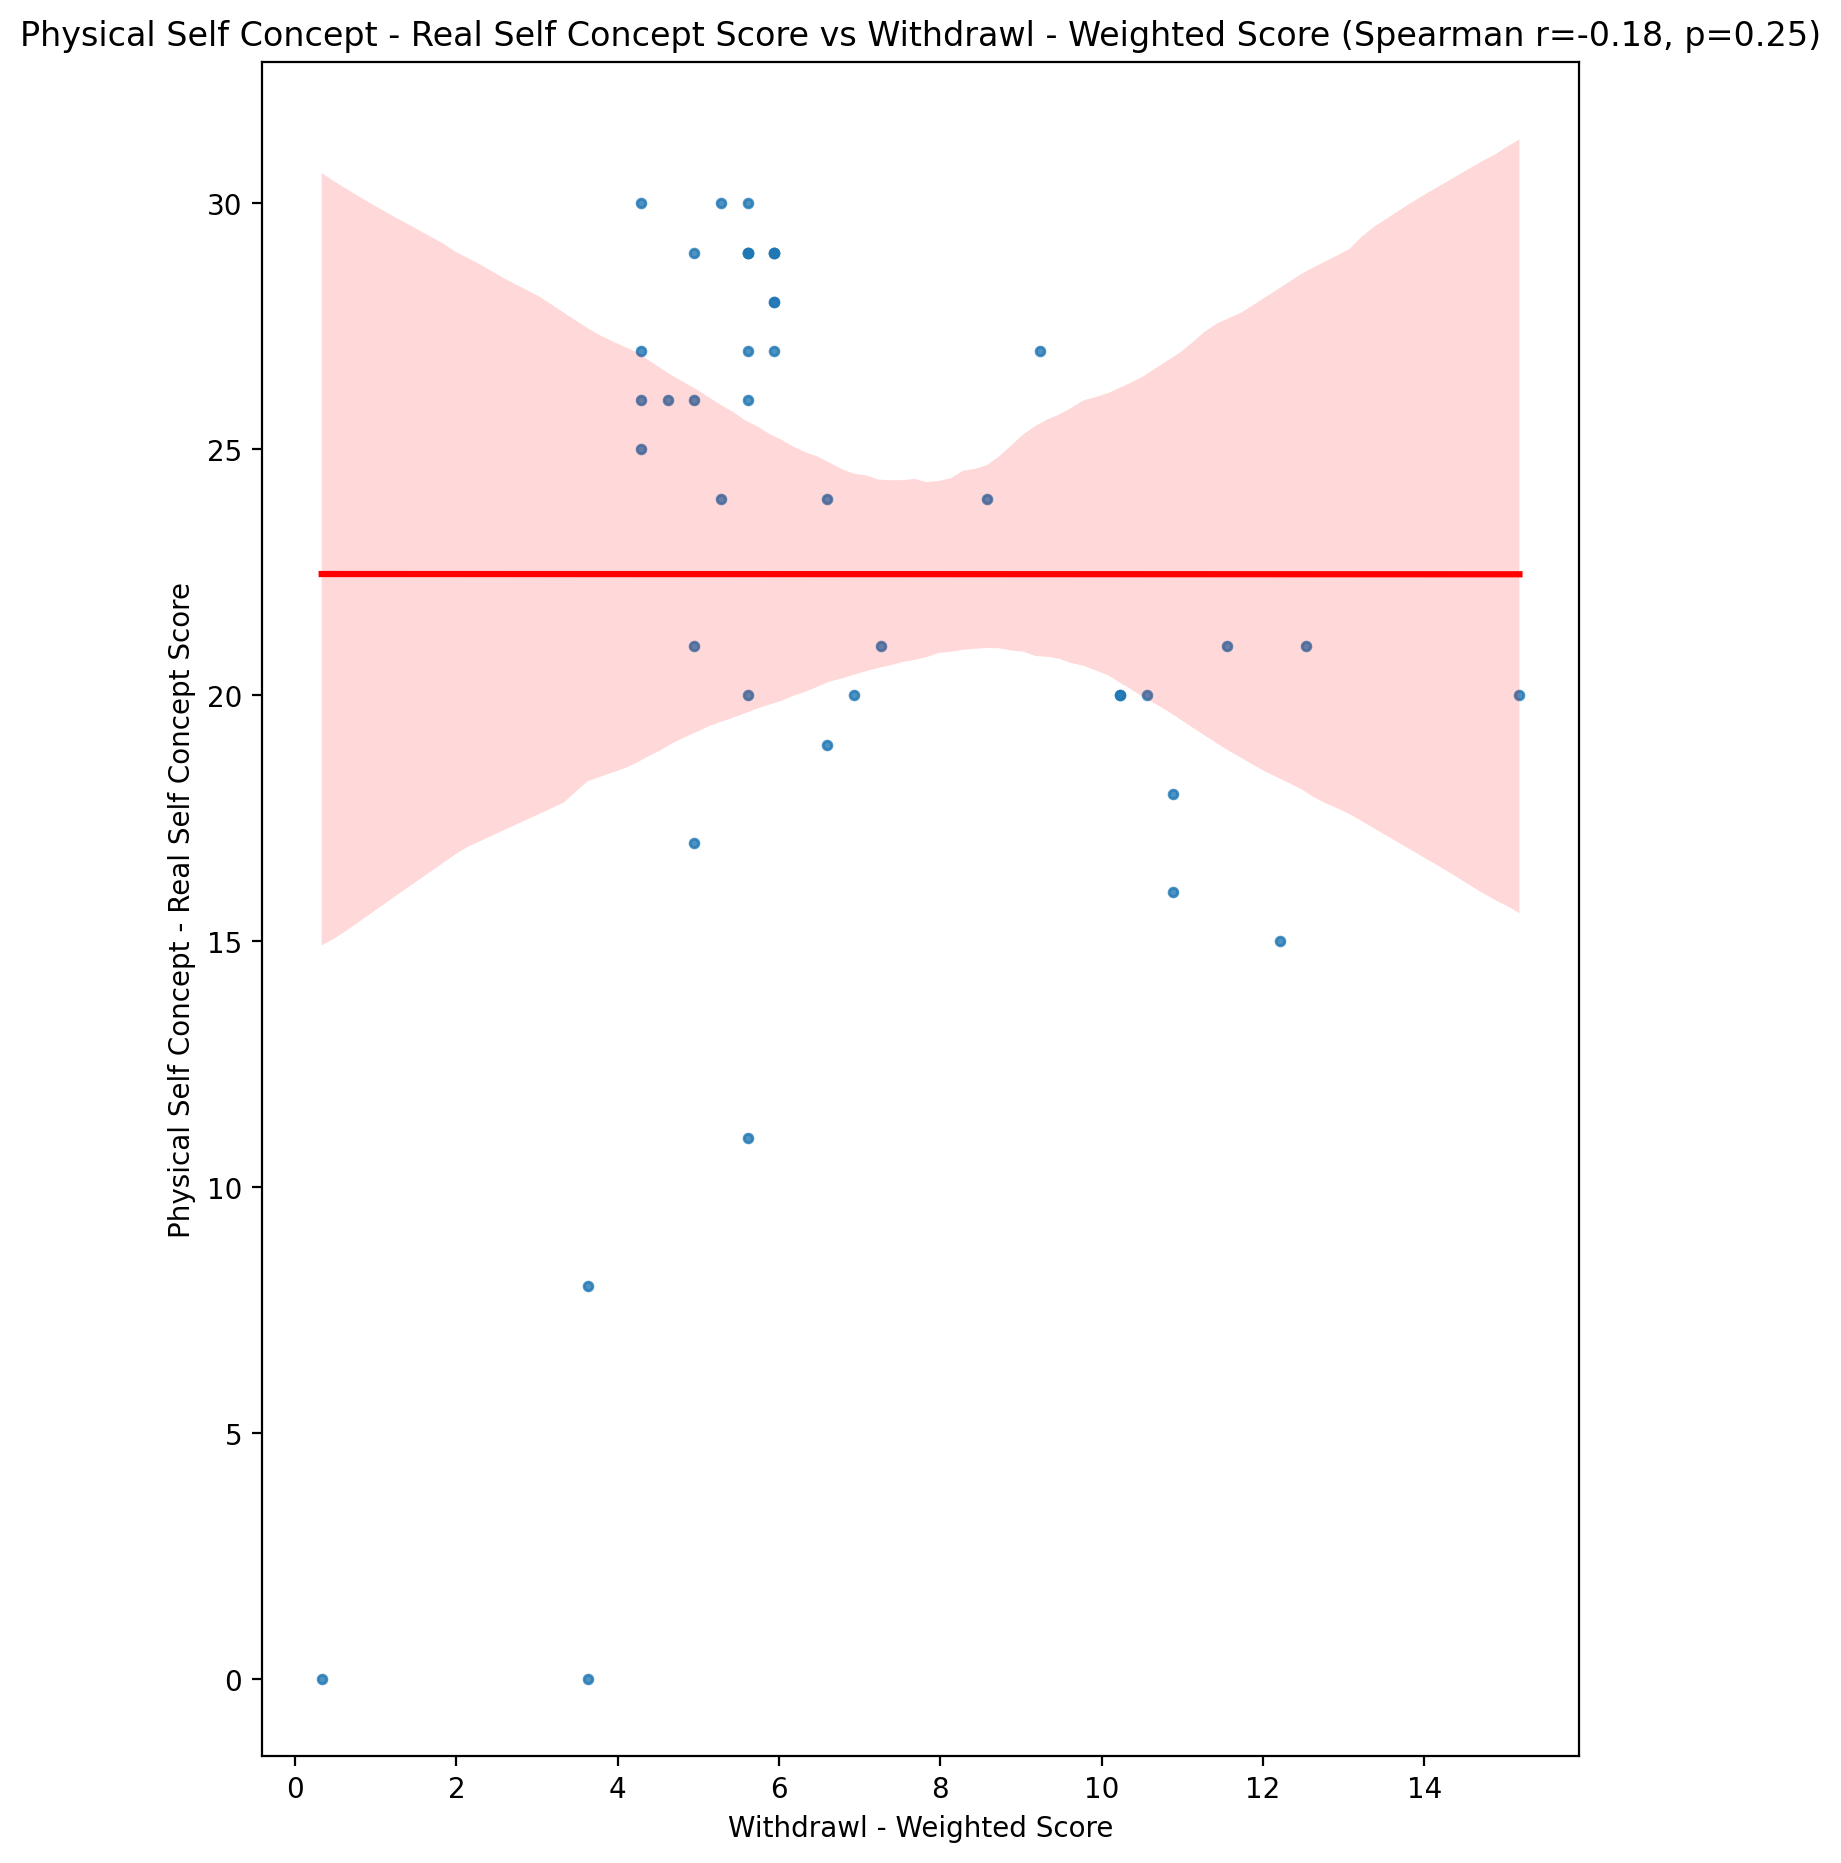 Physical Self Concept - Real Self Concept Score vs Withdrawl - Weighted Score (Spearman r=-0.18, p=0.25)
Physical Self Concept - Real Self Concept Score
30
25
20
15
10
5
0
0 2 4 6 8 10 12 14
Withdrawl - Weighted Score